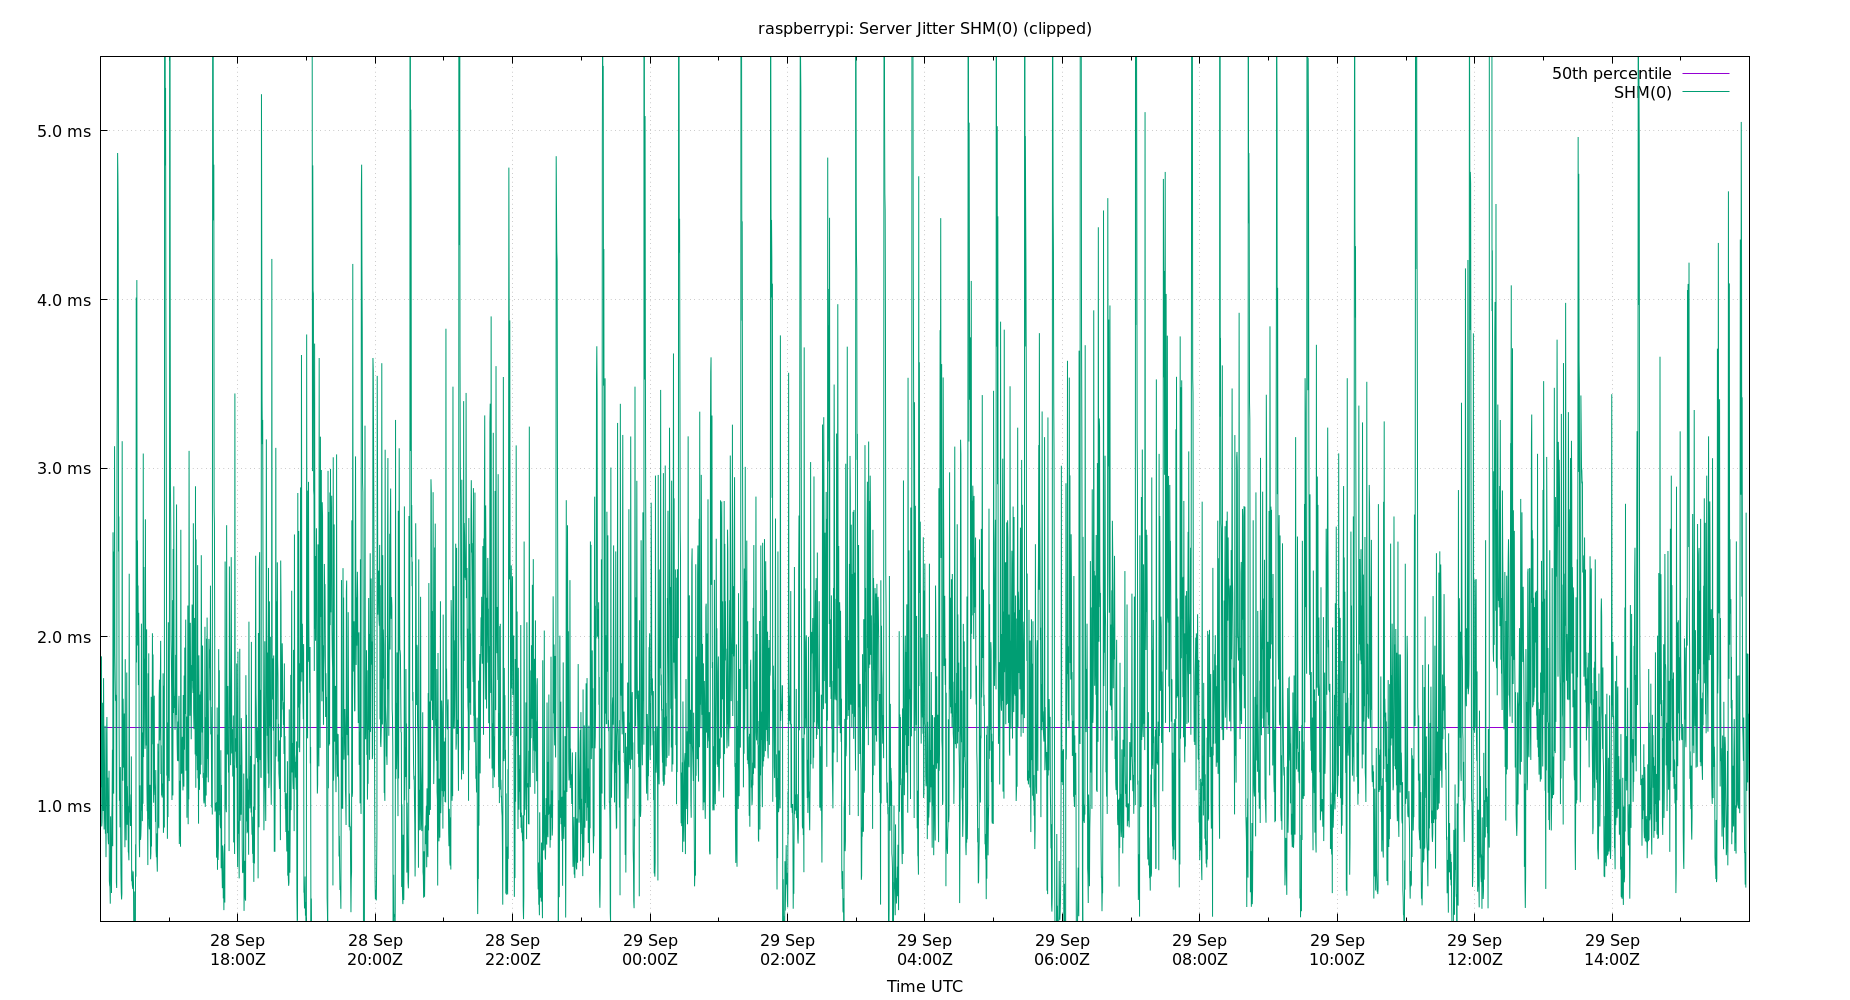 raspberrypi: Server Jitter SHM(0) (clipped)
50th percentile
SHM(0)
5.0 ms
4.0 ms
3.0 ms
2.0 ms
1.0 ms
28 Sep 28 Sep 28 Sep 29 Sep 29 Sep 29 Sep 29 Sep 29 Sep 29 Sep 29 Sep 29 Sep
18:00Z 20:00Z 22:00Z 00:00Z 02:00Z 04:00Z 06:00Z 08:00Z 10:00Z 12:00Z 14:00Z
Time UTC